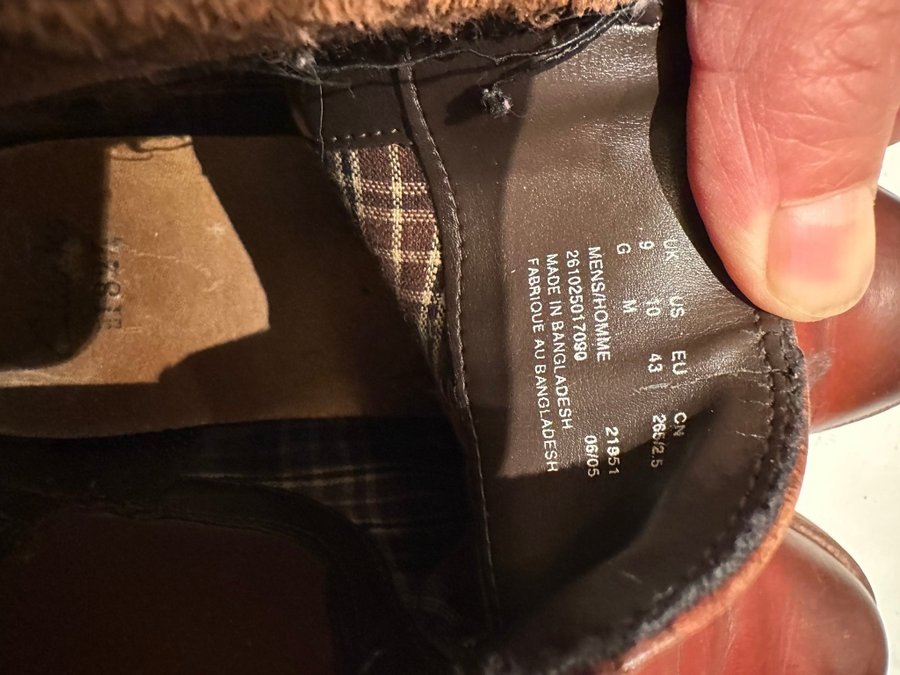 UK US EU CN
9 10 43 265/2.5
G M
MENS/HOMME 21951
261025017090 06/05
MADE IN BANGLADESH
FABRIQUE AU BANGLADESH